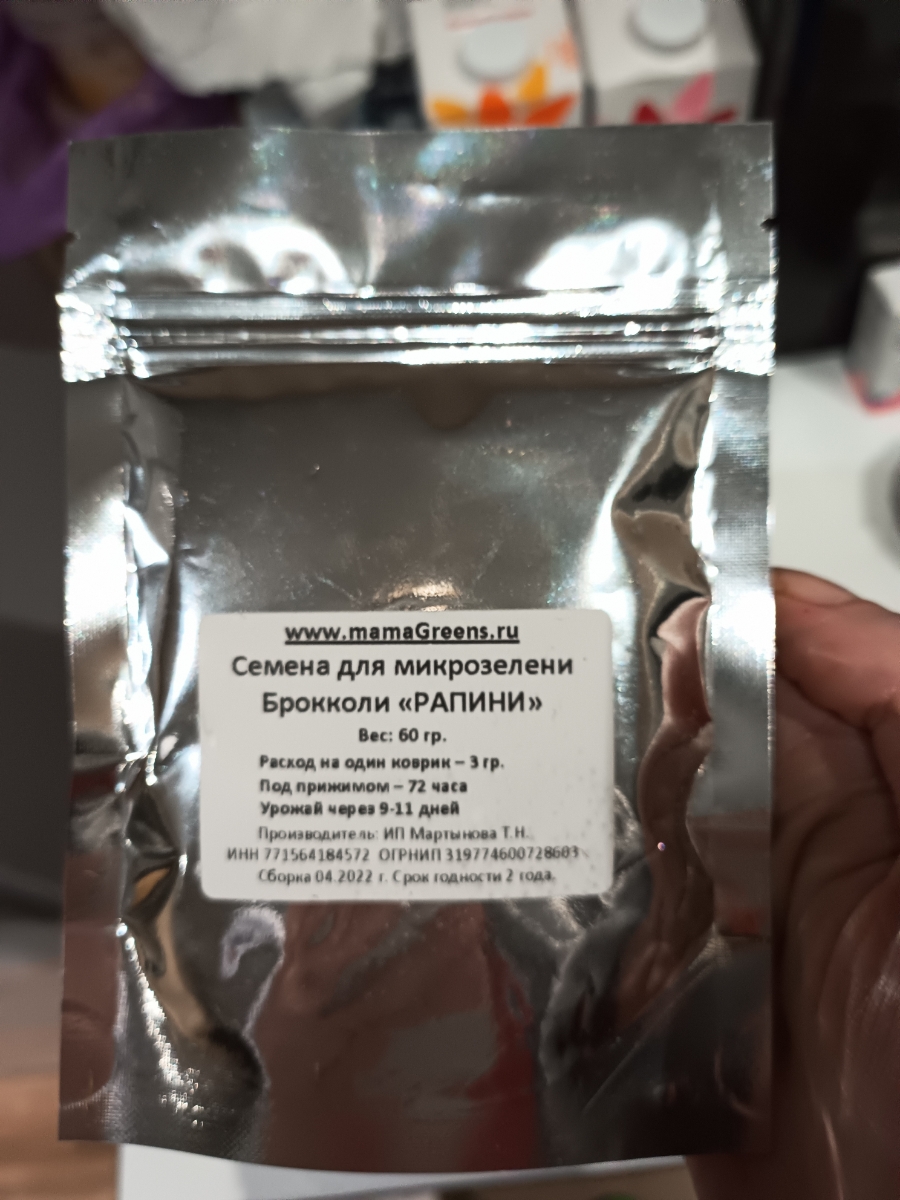 www.mamaGreens.ru
Семена для микрозелени
Брокколи «РАПИНИ»
Вес: 60 гр.
Расход на один коврик – 3 гр.
Под прижимом – 72 часа
Урожай через 9-11 дней
Производитель: ИП Мартынова Т.Н.
ИНН 771564184572 ОГРНИП 319774600728603
Сборка 04.2022 г. Срок годности 2 года.